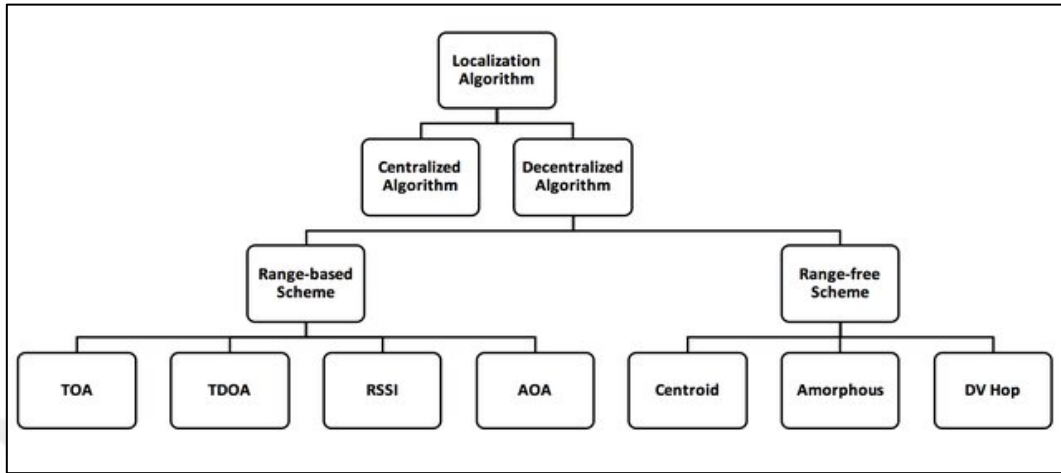 Localization
Algorithm
Centralized
Algorithm
Decentralized
Algorithm
Range-based
Scheme
Range-free
Scheme
TOA
TDOA
RSSI
AOA
Centroid
Amorphous
DV Hop